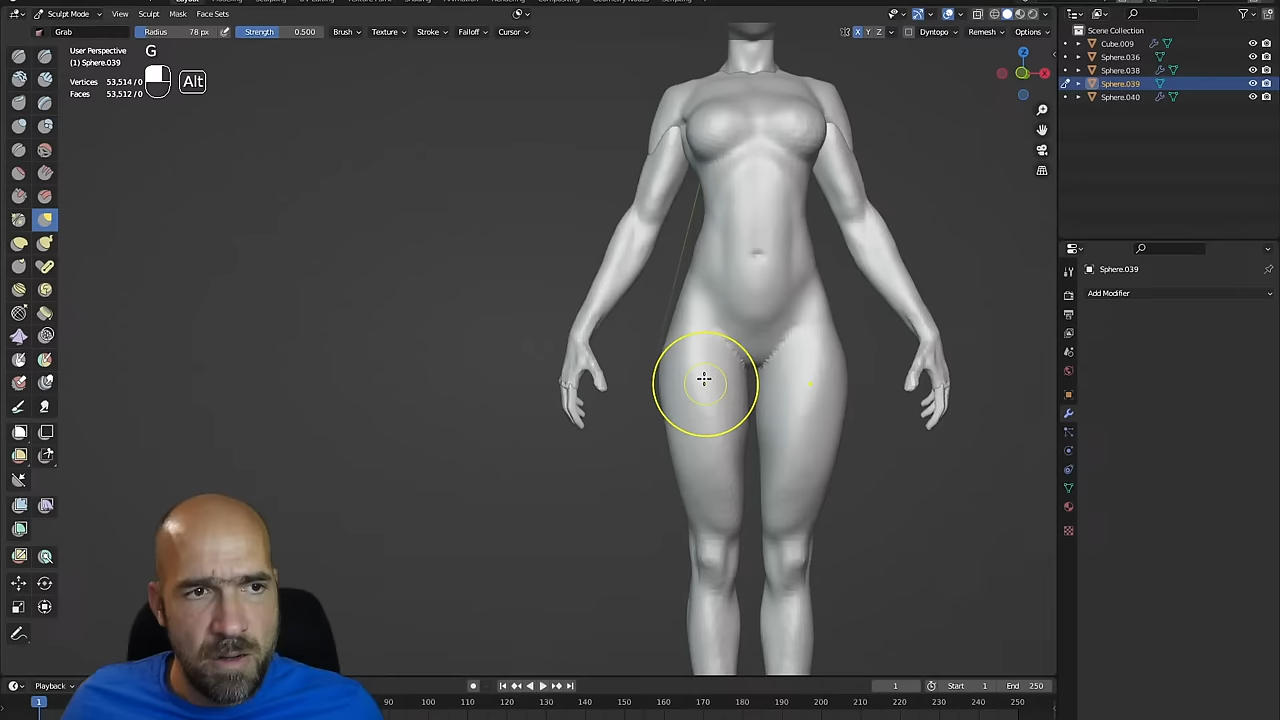 Sculpt Mode View Sculpt Mask Face Sets
Grab Radius 78 px Strength 0.500 Brush Texture Stroke Falloff Cursor X Y Z Dyntopo Remesh Options
User Perspective
(1) Sphere.039
G
Alt
Vertices 53,514 / 0
Faces 53,512 / 0
Z
X
Scene Collection
Cube.009
Sphere.036
Sphere.038
Sphere.039
Sphere.040
Sphere.039
Add Modifier
Playback 1 Start 1 End 250
1 90 100 110 120 130 140 150 160 170 180 190 200 210 220 230 240 250